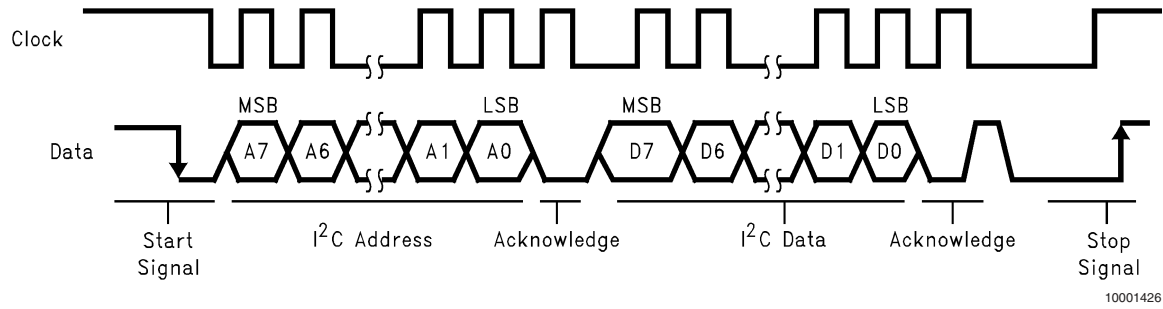 Clock
MSB
LSB
MSB
LSB
Data
A7
A6
A1
A0
D7
D6
D1
D0
Start
Signal
I²C Address
Acknowledge
I²C Data
Acknowledge
Stop
Signal
10001426